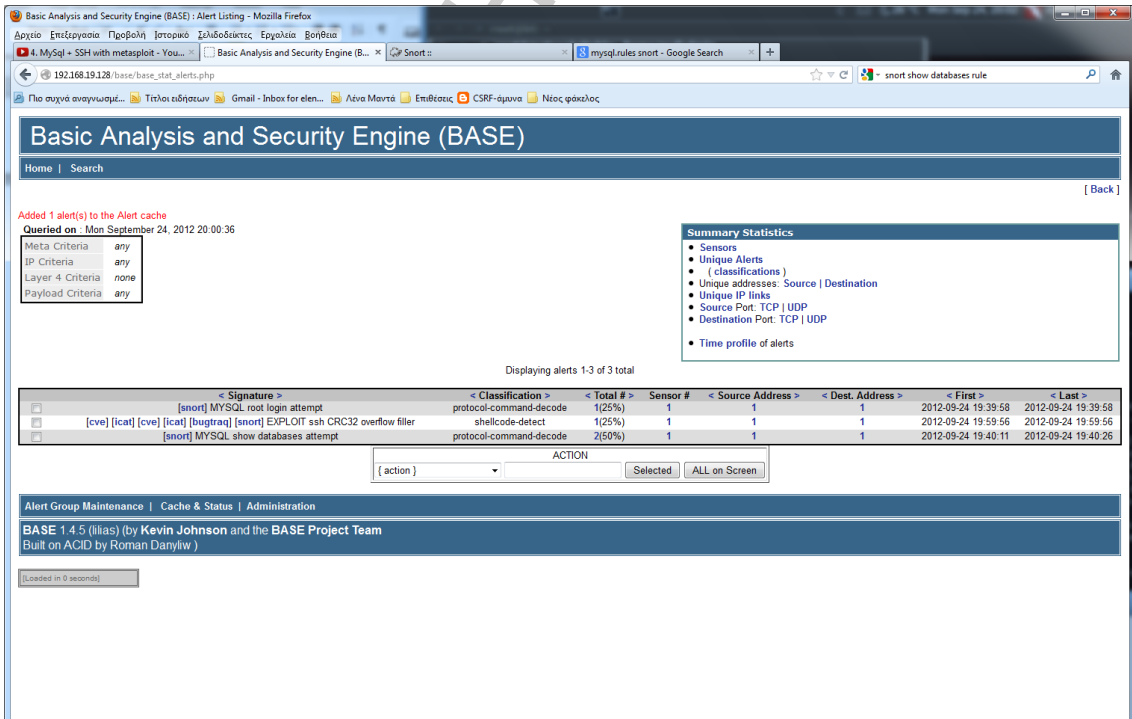 Basic Analysis and Security Engine (BASE) : Alert Listing - Mozilla Firefox
Αρχείο Επεξεργασία Προβολή Ιστορικό Σελιδοδείκτες Εργαλεία Βοήθεια
4. MySql + SSH with metasploit - You... Basic Analysis and Security Engine (B... Snort :: mysql.rules snort - Google Search
192.168.19.128/base/base_stat_alerts.php snort show databases rule
Πιο συχνά αναγνωσμέ... Τίτλοι ειδήσεων Gmail - Inbox for elen... Λένα Μαντά Επιθέσεις CSRF-άμυνα Νέος φάκελος
Basic Analysis and Security Engine (BASE)
Home | Search
[ Back ]
Added 1 alert(s) to the Alert cache
Queried on : Mon September 24, 2012 20:00:36
Meta Criteria any
IP Criteria any
Layer 4 Criteria none
Payload Criteria any
Summary Statistics
Sensors
Unique Alerts
( classifications )
Unique addresses: Source | Destination
Unique IP links
Source Port: TCP | UDP
Destination Port: TCP | UDP
Time profile of alerts
Displaying alerts 1-3 of 3 total
< Signature > < Classification > < Total # > Sensor # < Source Address > < Dest. Address > < First > < Last >
[snort] MYSQL root login attempt protocol-command-decode 1(25%) 1 1 1 2012-09-24 19:39:58 2012-09-24 19:39:58
[cve] [icat] [cve] [icat] [bugtraq] [snort] EXPLOIT ssh CRC32 overflow filler shellcode-detect 1(25%) 1 1 1 2012-09-24 19:59:56 2012-09-24 19:59:56
[snort] MYSQL show databases attempt protocol-command-decode 2(50%) 1 1 1 2012-09-24 19:40:11 2012-09-24 19:40:26
ACTION
{ action } Selected ALL on Screen
Alert Group Maintenance | Cache & Status | Administration
BASE 1.4.5 (lilias) (by Kevin Johnson and the BASE Project Team
Built on ACID by Roman Danyliw )
[Loaded in 0 seconds]